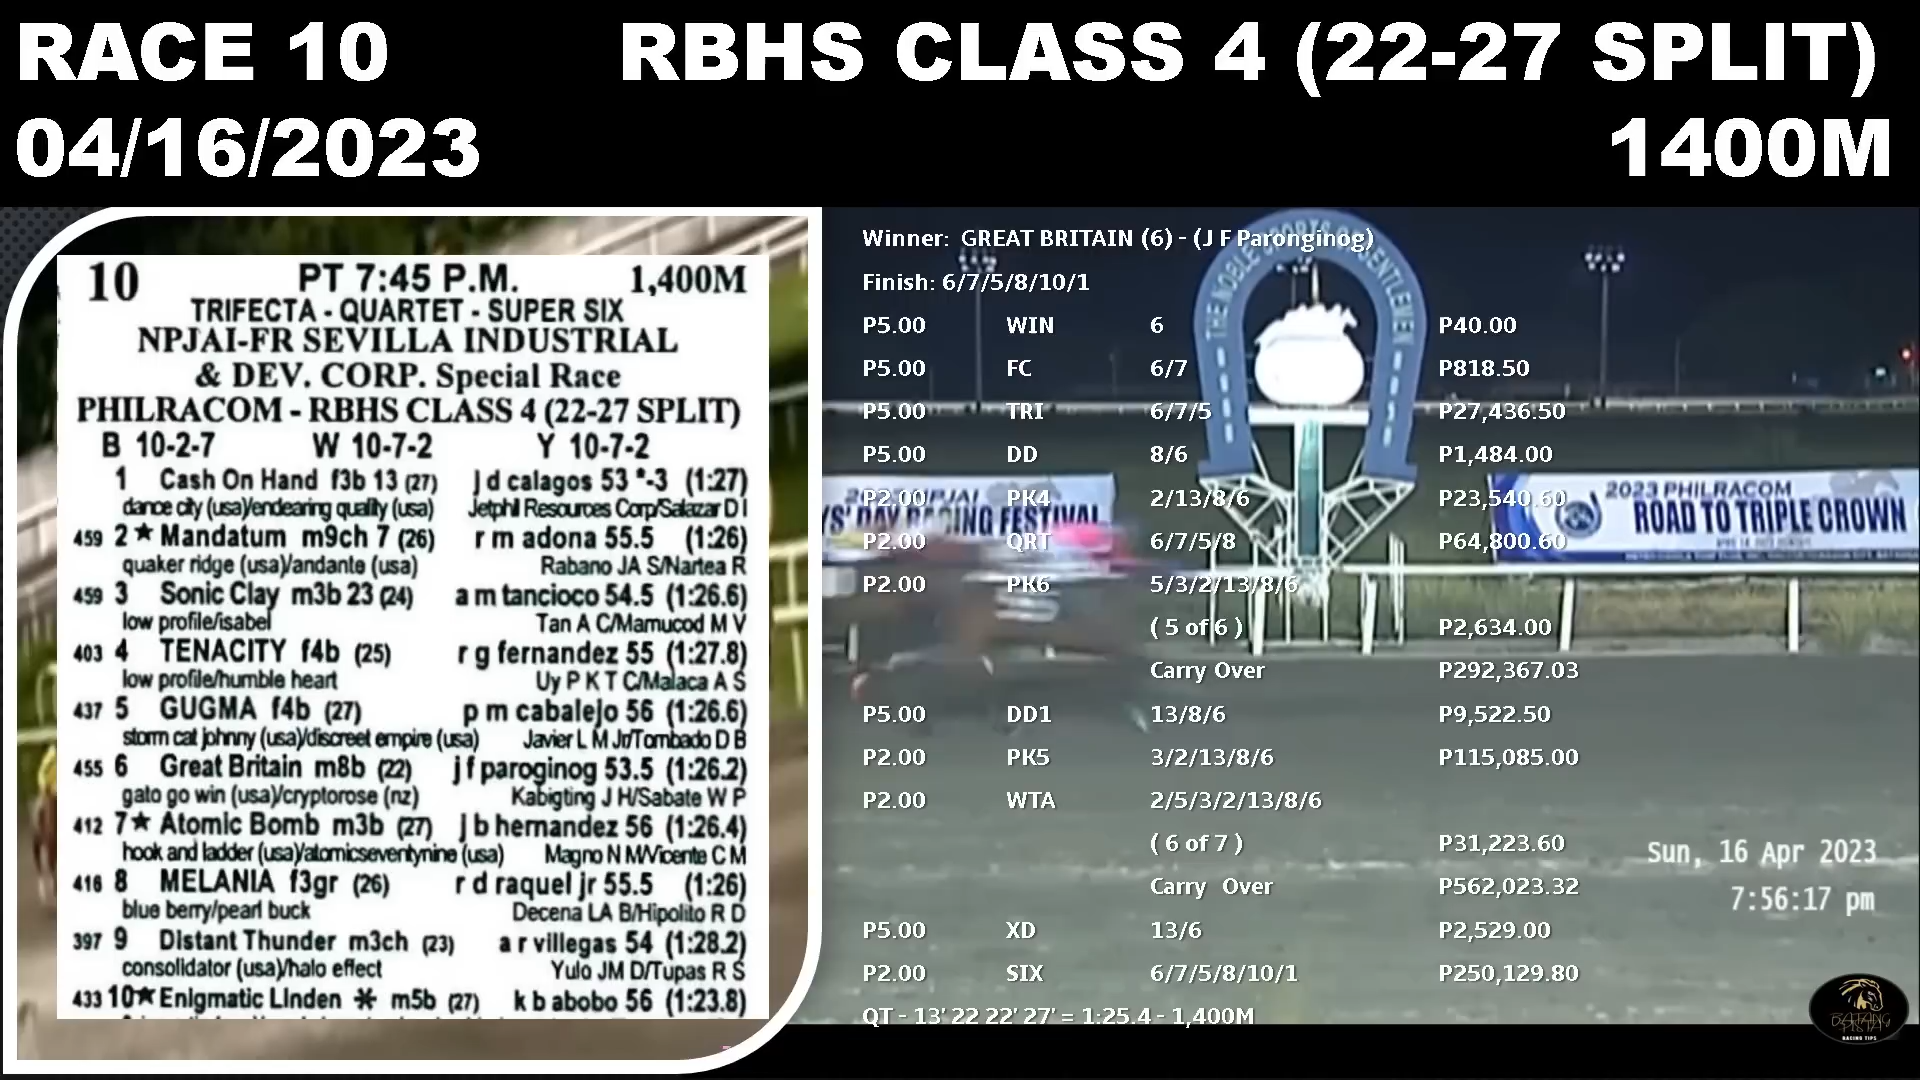 RACE 10 RBHS CLASS 4 (22-27 SPLIT)
04/16/2023 1400M
10 PT 7:45 P.M. 1,400M
TRIFECTA - QUARTET - SUPER SIX
NPJAI-FR SEVILLA INDUSTRIAL
& DEV. CORP. Special Race
PHILRACOM - RBHS CLASS 4 (22-27 SPLIT)
B 10-2-7 W 10-7-2 Y 10-7-2
1 Cash On Hand f3b 13 (27) j d calagos 53 *-3 (1:27)
dance city (usa)/endearing quality (usa) Jetphil Resources Corp/Salazar D I
459 2★ Mandatum m9ch 7 (26) r m adona 55.5 (1:26)
quaker ridge (usa)/andante (usa) Rabano JA S/Nartea R
459 3 Sonic Clay m3b 23 (24) a m tancioco 54.5 (1:26.6)
low profile/isabel Tan A C/Mamucod M V
403 4 TENACITY f4b (25) r g fernandez 55 (1:27.8)
low profile/humble heart Uy P K T C/Malaca A S
437 5 GUGMA f4b (27) p m cabalejo 56 (1:26.6)
storm cat johnny (usa)/discreet empire (usa) Javier L M Jr/Tombado D B
455 6 Great Britain m8b (22) j f paroginog 53.5 (1:26.2)
gato go win (usa)/cryptorose (nz) Kabigting J H/Sabate W P
412 7★ Atomic Bomb m3b (27) j b hernandez 56 (1:26.4)
hook and ladder (usa)/atomicseventynine (usa) Magno N M/Vicente C M
416 8 MELANIA f3gr (26) r d raquel jr 55.5 (1:26)
blue berry/pearl buck Decena LA B/Hipolito R D
397 9 Distant Thunder m3ch (23) a r villegas 54 (1:28.2)
consolidator (usa)/halo effect Yulo JM D/Tupas R S
433 10★ Enigmatic Linden ✻ m5b (27) k b abobo 56 (1:23.8)
Winner: GREAT BRITAIN (6) - (J F Paronginog)
Finish: 6/7/5/8/10/1
P5.00 WIN 6 P40.00
P5.00 FC 6/7 P818.50
P5.00 TRI 6/7/5 P27,436.50
P5.00 DD 8/6 P1,484.00
P2.00 PK4 2/13/8/6 P23,540.60
P2.00 QRT 6/7/5/8 P64,800.60
P2.00 PK6 5/3/2/13/8/6
( 5 of 6 ) P2,634.00
Carry Over P292,367.03
P5.00 DD1 13/8/6 P9,522.50
P2.00 PK5 3/2/13/8/6 P115,085.00
P2.00 WTA 2/5/3/2/13/8/6
( 6 of 7 ) P31,223.60
Carry Over P562,023.32
P5.00 XD 13/6 P2,529.00
P2.00 SIX 6/7/5/8/10/1 P250,129.80
QT - 13' 22 22' 27' = 1:25.4 - 1,400M
THE NOBLE SPORTS OF GENTLEMEN
YS' DAY RACING FESTIVAL
2023 PHILRACOM
ROAD TO TRIPLE CROWN
Sun, 16 Apr 2023
7:56:17 pm
BATANG
PISTA
RACING TIPS